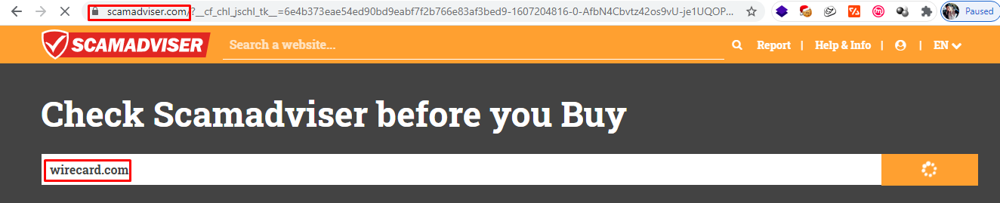 scamadviser.com/?__cf_chl_jschl_tk__=6e4b373eae54ed90bd9eabf7f2b766e83af3bed9-1607204816-0-AfbN4Cbvtz42os9vU-je1UQOP...
Paused
SCAMADVISER Search a website... Report | Help & Info | | EN
Check Scamadviser before you Buy
wirecard.com